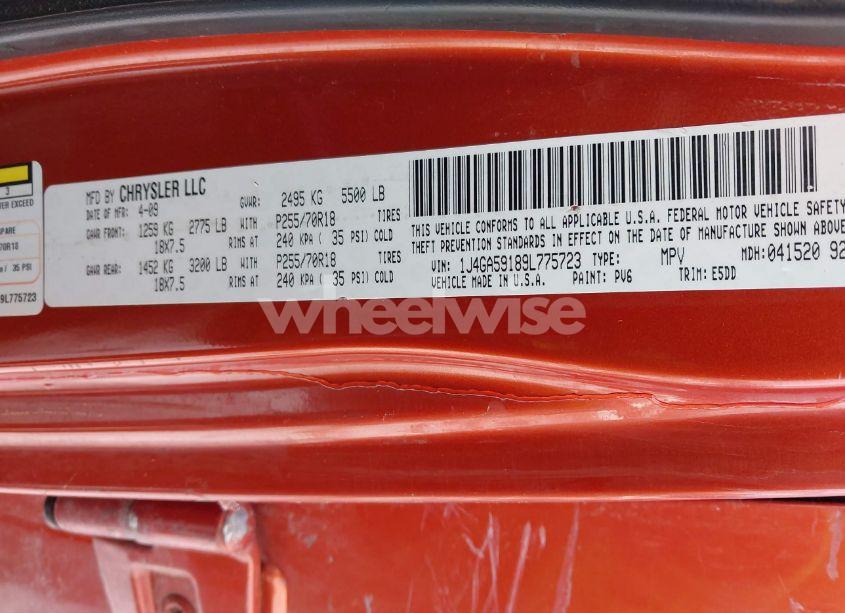 3
TER EXCEED
SPARE
70R18
a / 35 PSI
9L775723
MFD BY CHRYSLER LLC
DATE OF MFR: 4-09
GVWR: 2495 KG 5500 LB
GAWR FRONT: 1259 KG 2775 LB WITH P255/70R18 TIRES
18X7.5 RIMS AT 240 KPA ( 35 PSI) COLD
GAWR REAR: 1452 KG 3200 LB WITH P255/70R18 TIRES
18X7.5 RIMS AT 240 KPA ( 35 PSI) COLD
THIS VEHICLE CONFORMS TO ALL APPLICABLE U.S.A. FEDERAL MOTOR VEHICLE SAFETY
THEFT PREVENTION STANDARDS IN EFFECT ON THE DATE OF MANUFACTURE SHOWN ABOVE
VIN: 1J4GA59189L775723 TYPE: MPV MDH: 041520 92
VEHICLE MADE IN U.S.A. PAINT: PV6 TRIM: E5DD
wheelwise